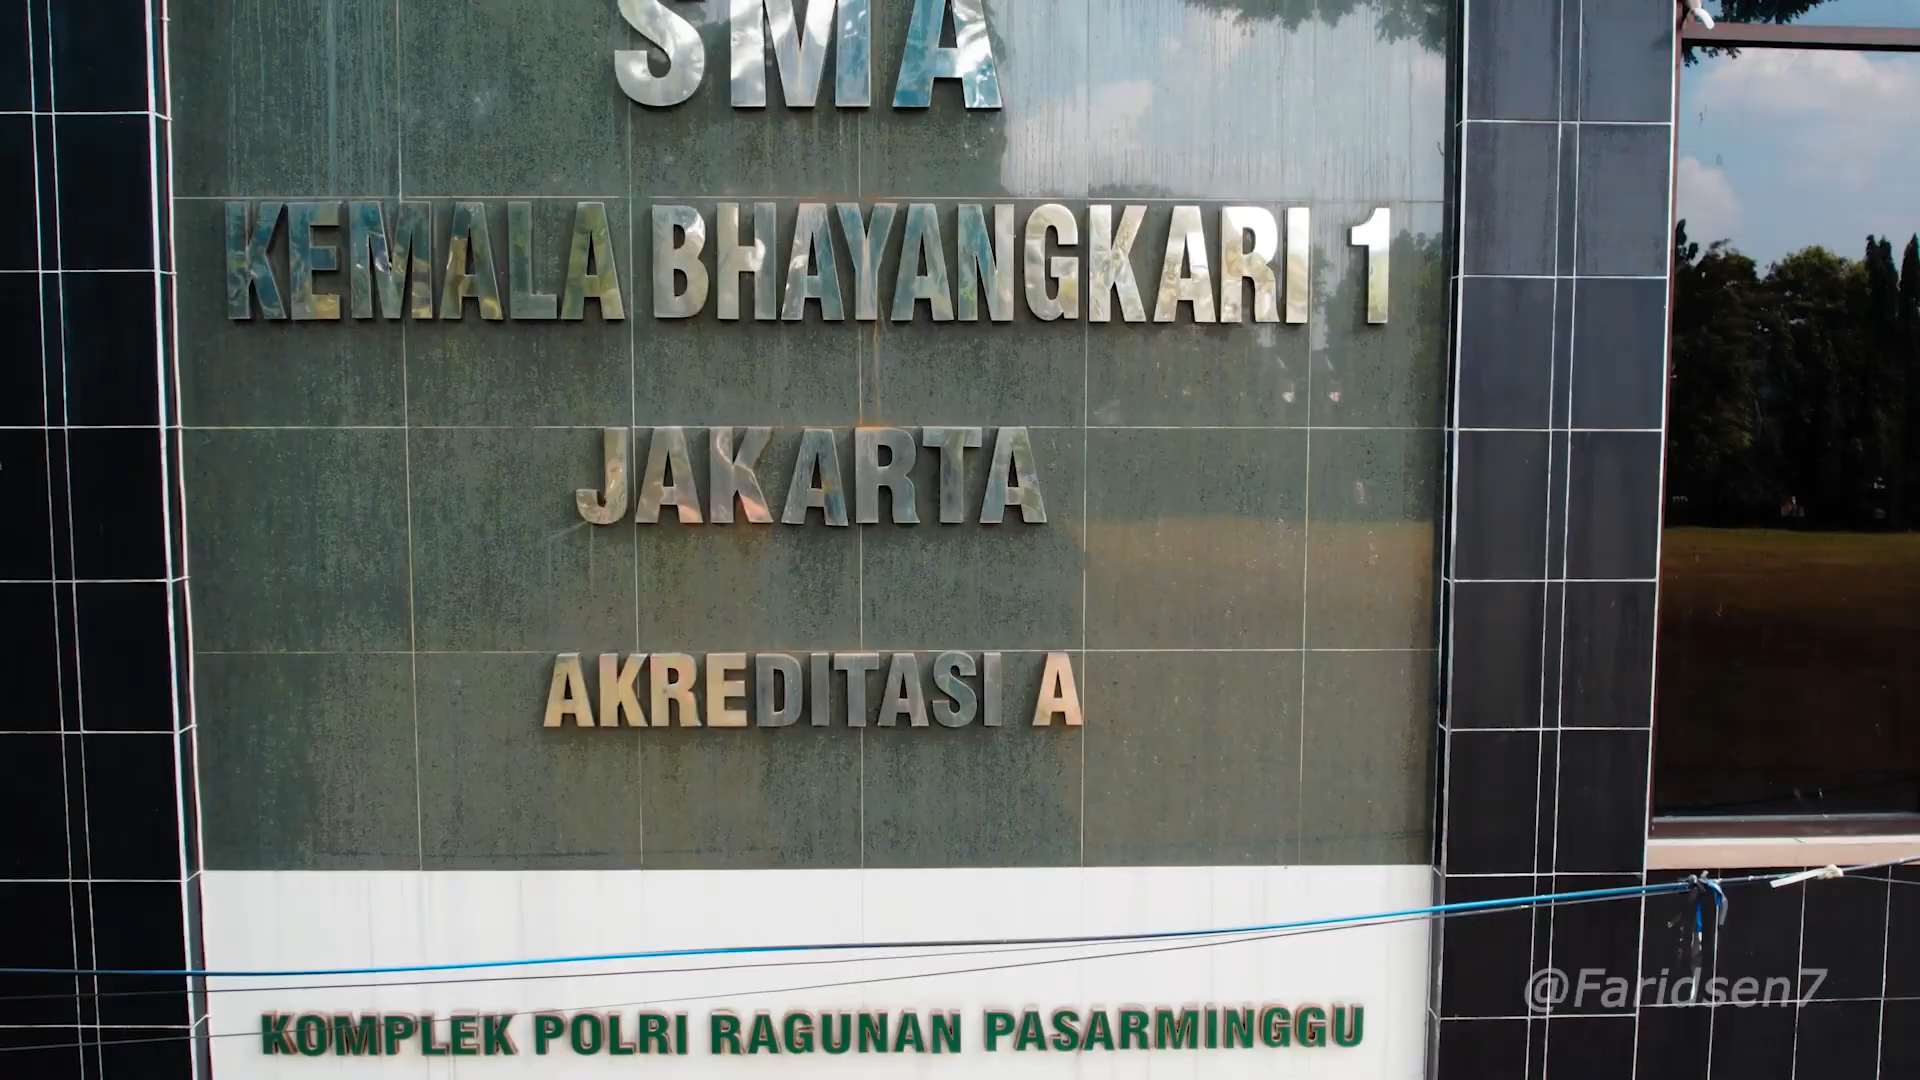 SMA
KEMALA BHAYANGKARI 1
JAKARTA
AKREDITASI A
@Faridsen7
KOMPLEK POLRI RAGUNAN PASARMINGGU